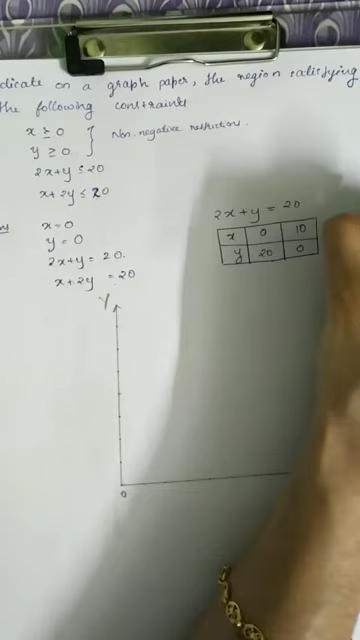 dicate on a graph paper, the region satisfying
the following constraints
x ≥ 0
y ≥ 0. } Non negative restrictions.
2x+y ≤ 20
x+2y ≤ 20
x=0
y = 0
2x+y = 20.
x+2y = 20
2x+y = 20
x 0 10
y 20 0
Y
0